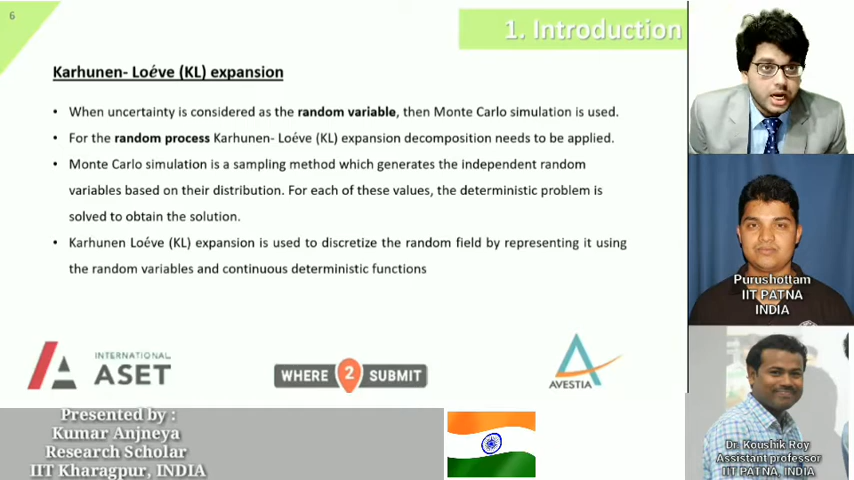 6
1. Introduction
Karhunen- Loéve (KL) expansion
• When uncertainty is considered as the random variable, then Monte Carlo simulation is used.
• For the random process Karhunen- Loéve (KL) expansion decomposition needs to be applied.
• Monte Carlo simulation is a sampling method which generates the independent random
variables based on their distribution. For each of these values, the deterministic problem is
solved to obtain the solution.
• Karhunen Loéve (KL) expansion is used to discretize the random field by representing it using
the random variables and continuous deterministic functions
INTERNATIONAL
ASET
WHERE 2 SUBMIT
AVESTIA
Presented by :
Kumar Anjneya
Research Scholar
IIT Kharagpur, INDIA
Purushottam
IIT PATNA
INDIA
Dr. Koushik Roy
Assistant professor
IIT PATNA, INDIA